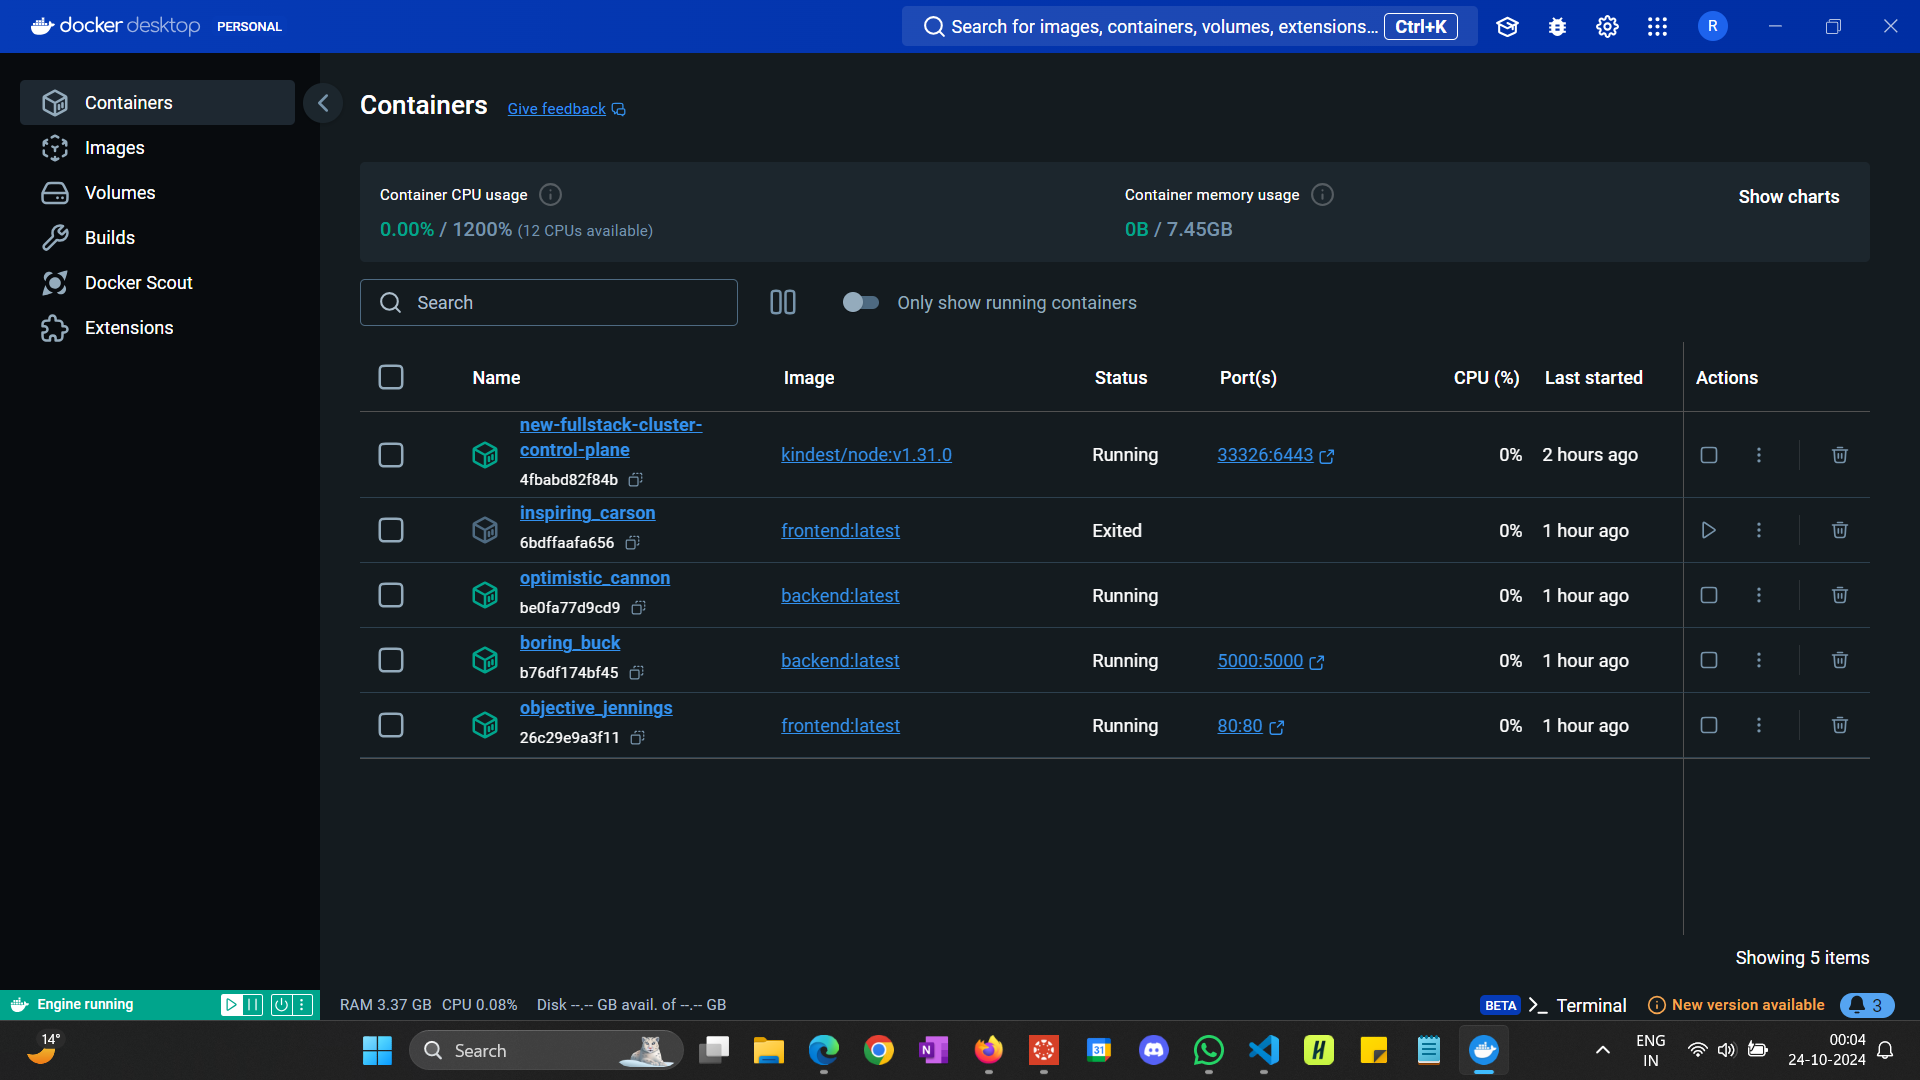 docker desktop PERSONAL
Search for images, containers, volumes, extensions... Ctrl+K
R
Containers
Images
Volumes
Builds
Docker Scout
Extensions
Containers Give feedback
Container CPU usage
0.00% / 1200% (12 CPUs available)
Container memory usage
0B / 7.45GB
Show charts
Search
Only show running containers
Name Image Status Port(s) CPU (%) Last started Actions
new-fullstack-cluster-
control-plane
4fbabd82f84b
kindest/node:v1.31.0 Running 33326:6443 0% 2 hours ago
inspiring_carson
6bdffaafa656
frontend:latest Exited 0% 1 hour ago
optimistic_cannon
be0fa77d9cd9
backend:latest Running 0% 1 hour ago
boring_buck
b76df174bf45
backend:latest Running 5000:5000 0% 1 hour ago
objective_jennings
26c29e9a3f11
frontend:latest Running 80:80 0% 1 hour ago
Showing 5 items
Engine running
RAM 3.37 GB CPU 0.08% Disk --.-- GB avail. of --.-- GB
BETA Terminal New version available 3
14°
Search
N
31
H
ENG
IN
00:04
24-10-2024